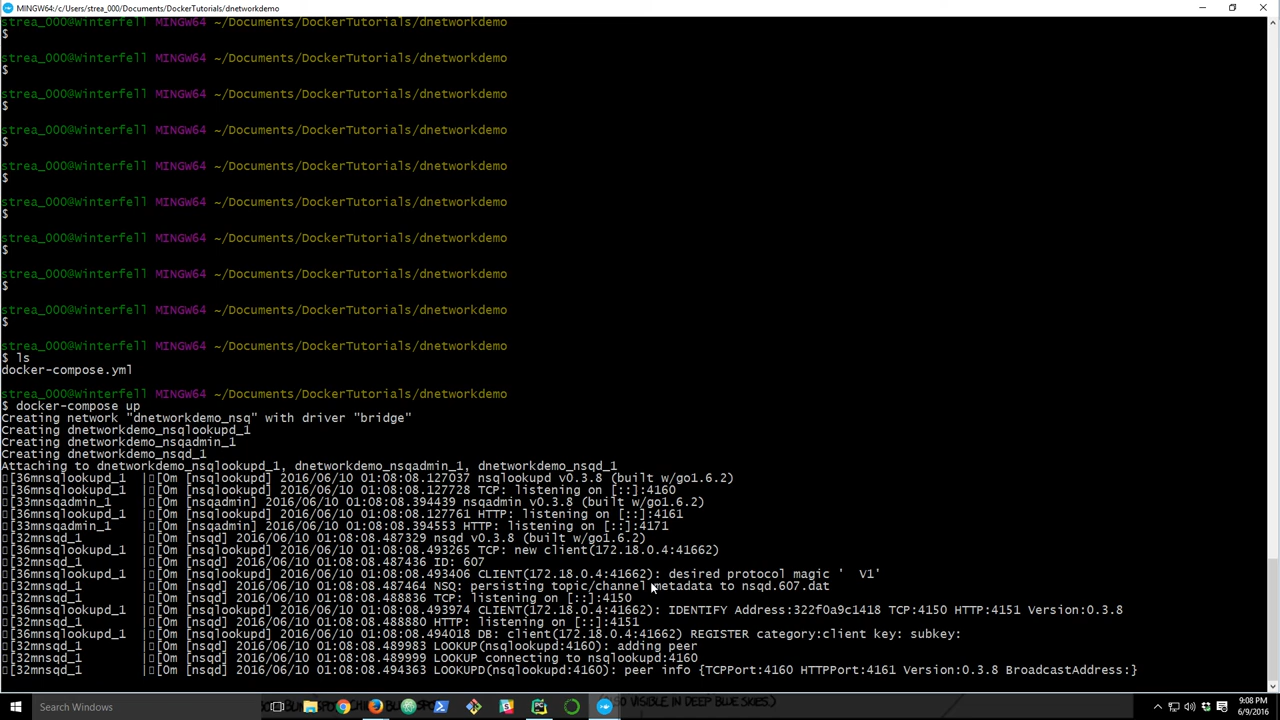 MINGW64:/c/Users/strea_000/Documents/DockerTutorials/dnetworkdemo
strea_000@Winterfell MINGW64 ~/Documents/DockerTutorials/dnetworkdemo
$
strea_000@Winterfell MINGW64 ~/Documents/DockerTutorials/dnetworkdemo
$
strea_000@Winterfell MINGW64 ~/Documents/DockerTutorials/dnetworkdemo
$
strea_000@Winterfell MINGW64 ~/Documents/DockerTutorials/dnetworkdemo
$
strea_000@Winterfell MINGW64 ~/Documents/DockerTutorials/dnetworkdemo
$
strea_000@Winterfell MINGW64 ~/Documents/DockerTutorials/dnetworkdemo
$
strea_000@Winterfell MINGW64 ~/Documents/DockerTutorials/dnetworkdemo
$
strea_000@Winterfell MINGW64 ~/Documents/DockerTutorials/dnetworkdemo
$
strea_000@Winterfell MINGW64 ~/Documents/DockerTutorials/dnetworkdemo
$
strea_000@Winterfell MINGW64 ~/Documents/DockerTutorials/dnetworkdemo
$ ls
docker-compose.yml
strea_000@Winterfell MINGW64 ~/Documents/DockerTutorials/dnetworkdemo
$ docker-compose up
Creating network "dnetworkdemo_nsq" with driver "bridge"
Creating dnetworkdemo_nsqlookupd_1
Creating dnetworkdemo_nsqadmin_1
Creating dnetworkdemo_nsqd_1
Attaching to dnetworkdemo_nsqlookupd_1, dnetworkdemo_nsqadmin_1, dnetworkdemo_nsqd_1
[36mnsqlookupd_1 |[0m [nsqlookupd] 2016/06/10 01:08:08.127037 nsqlookupd v0.3.8 (built w/go1.6.2)
[36mnsqlookupd_1 |[0m [nsqlookupd] 2016/06/10 01:08:08.127728 TCP: listening on [::]:4160
[33mnsqadmin_1 |[0m [nsqadmin] 2016/06/10 01:08:08.394439 nsqadmin v0.3.8 (built w/go1.6.2)
[36mnsqlookupd_1 |[0m [nsqlookupd] 2016/06/10 01:08:08.127761 HTTP: listening on [::]:4161
[33mnsqadmin_1 |[0m [nsqadmin] 2016/06/10 01:08:08.394553 HTTP: listening on [::]:4171
[32mnsqd_1 |[0m [nsqd] 2016/06/10 01:08:08.487329 nsqd v0.3.8 (built w/go1.6.2)
[36mnsqlookupd_1 |[0m [nsqlookupd] 2016/06/10 01:08:08.493265 TCP: new client(172.18.0.4:41662)
[32mnsqd_1 |[0m [nsqd] 2016/06/10 01:08:08.487436 ID: 607
[36mnsqlookupd_1 |[0m [nsqlookupd] 2016/06/10 01:08:08.493406 CLIENT(172.18.0.4:41662): desired protocol magic '  V1'
[32mnsqd_1 |[0m [nsqd] 2016/06/10 01:08:08.487464 NSQ: persisting topic/channel metadata to nsqd.607.dat
[32mnsqd_1 |[0m [nsqd] 2016/06/10 01:08:08.488836 TCP: listening on [::]:4150
[36mnsqlookupd_1 |[0m [nsqlookupd] 2016/06/10 01:08:08.493974 CLIENT(172.18.0.4:41662): IDENTIFY Address:322f0a9c1418 TCP:4150 HTTP:4151 Version:0.3.8
[32mnsqd_1 |[0m [nsqd] 2016/06/10 01:08:08.488880 HTTP: listening on [::]:4151
[36mnsqlookupd_1 |[0m [nsqlookupd] 2016/06/10 01:08:08.494018 DB: client(172.18.0.4:41662) REGISTER category:client key: subkey:
[32mnsqd_1 |[0m [nsqd] 2016/06/10 01:08:08.489983 LOOKUP(nsqlookupd:4160): adding peer
[32mnsqd_1 |[0m [nsqd] 2016/06/10 01:08:08.489999 LOOKUP connecting to nsqlookupd:4160
[32mnsqd_1 |[0m [nsqd] 2016/06/10 01:08:08.494363 LOOKUPD(nsqlookupd:4160): peer info {TCPPort:4160 HTTPPort:4161 Version:0.3.8 BroadcastAddress:}
Search Windows
VISIBLE IN DEEP BLUE SKIES.)
9:08 PM
6/9/2016